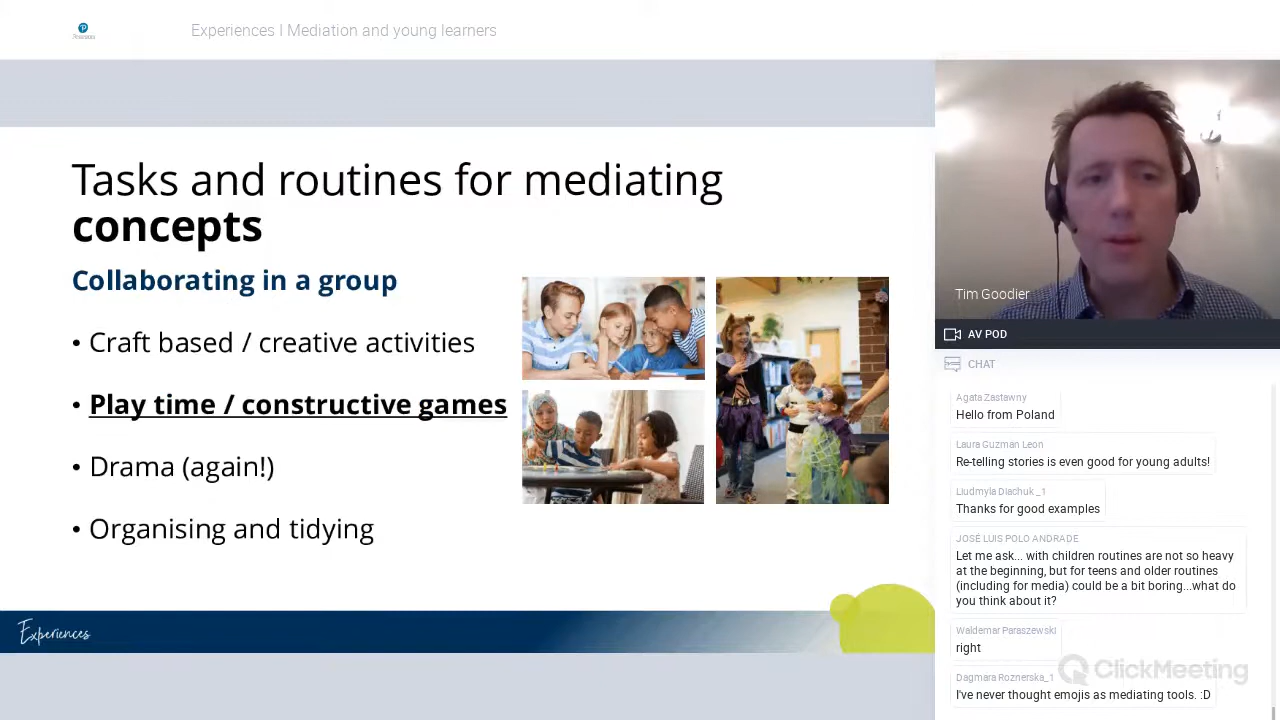 Experiences I Mediation and young learners
Tasks and routines for mediating
concepts
Collaborating in a group
• Craft based / creative activities
• Play time / constructive games
• Drama (again!)
• Organising and tidying
Experiences
Tim Goodier
AV POD
CHAT
Agata Zastawny
Hello from Poland
Laura Guzman Leon
Re-telling stories is even good for young adults!
Liudmyla Diachuk _1
Thanks for good examples
JOSÉ LUIS POLO ANDRADE
Let me ask... with children routines are not so heavy
at the beginning, but for teens and older routines
(including for media) could be a bit boring...what do
you think about it?
Waldemar Paraszewski
right
Dagmara Roznerska_1
I've never thought emojis as mediating tools. :D
ClickMeeting